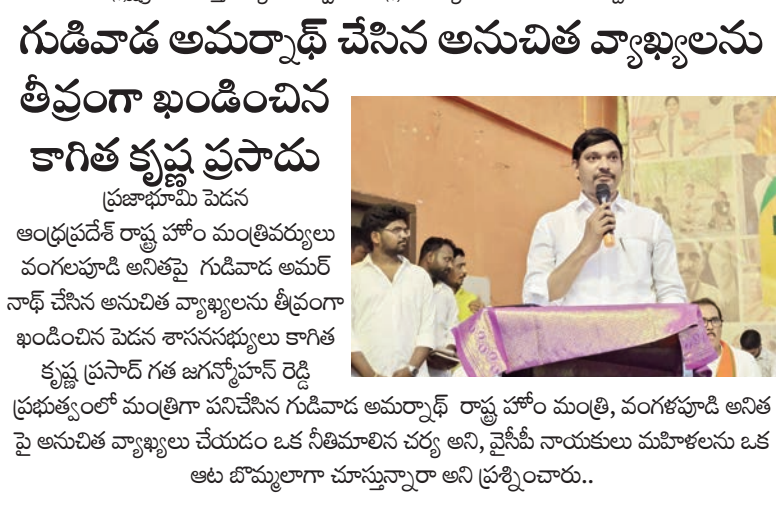 గుడివాడ అమర్నాథ్ చేసిన అనుచిత వ్యాఖ్యలను
తీవ్రంగా ఖండించిన
కాగిత కృష్ణ ప్రసాదు
ప్రజాభూమి పెడన
ఆంధ్రప్రదేశ్ రాష్ట్ర హోం మంత్రివర్యులు
వంగలపూడి అనితపై గుడివాడ అమర్
నాథ్ చేసిన అనుచిత వ్యాఖ్యలను తీవ్రంగా
ఖండించిన పెడన శాసనసభ్యులు కాగిత
కృష్ణ ప్రసాద్ గత జగన్మోహన్ రెడ్డి
ప్రభుత్వంలో మంత్రిగా పనిచేసిన గుడివాడ అమర్నాథ్ రాష్ట్ర హోం మంత్రి, వంగళపూడి అనిత
పై అనుచిత వ్యాఖ్యలు చేయడం ఒక నీతిమాలిన చర్య అని, వైసీపీ నాయకులు మహిళలను ఒక
ఆట బొమ్మలాగా చూస్తున్నారా అని ప్రశ్నించారు..